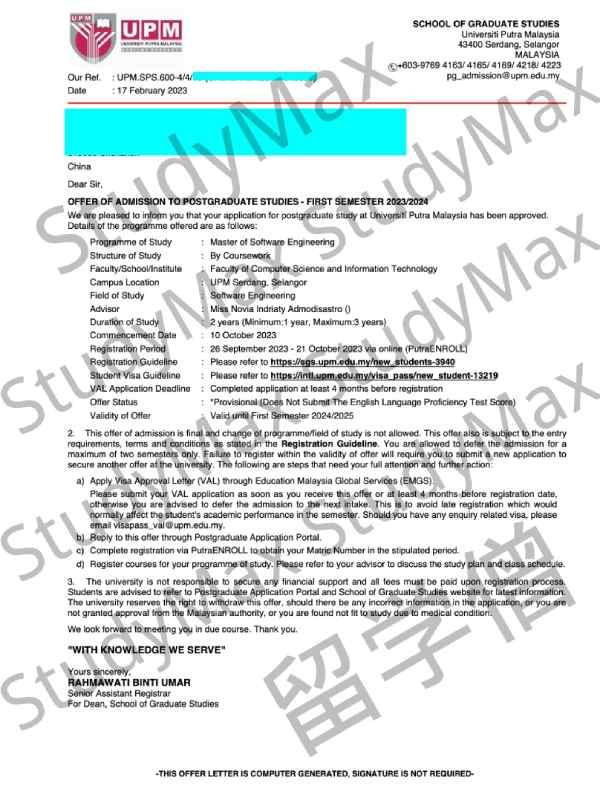 UPM
UNIVERSITI PUTRA MALAYSIA
SCHOOL OF GRADUATE STUDIES
Universiti Putra Malaysia
43400 Serdang, Selangor
MALAYSIA
+603-9769 4163/ 4165/ 4169/ 4218/ 4223
pg_admission@upm.edu.my
Our Ref. : UPM.SPS.600-4/4/
Date : 17 February 2023
China
Dear Sir,
OFFER OF ADMISSION TO POSTGRADUATE STUDIES - FIRST SEMESTER 2023/2024
We are pleased to inform you that your application for postgraduate study at Universiti Putra Malaysia has been approved.
Details of the programme offered are as follows:
Programme of Study : Master of Software Engineering
Structure of Study : By Coursework
Faculty/School/Institute : Faculty of Computer Science and Information Technology
Campus Location : UPM Serdang, Selangor
Field of Study : Software Engineering
Advisor : Miss Novia Indriaty Admodisastro ()
Duration of Study : 2 years (Minimum:1 year, Maximum:3 years)
Commencement Date : 10 October 2023
Registration Period : 26 September 2023 - 21 October 2023 via online (PutraENROLL)
Registration Guideline : Please refer to https://sgs.upm.edu.my/new_students-3940
Student Visa Guideline : Please refer to https://intl.upm.edu.my/visa_pass/new_student-13219
VAL Application Deadline : Completed application at least 4 months before registration
Offer Status : *Provisional (Does Not Submit The English Language Proficiency Test Score)
Validity of Offer : Valid until First Semester 2024/2025
2. This offer of admission is final and change of programme/field of study is not allowed. This offer also is subject to the entry
requirements, terms and conditions as stated in the Registration Guideline. You are allowed to defer the admission for a
maximum of two semesters only. Failure to register within the validity of offer will require you to submit a new application to
secure another offer at the university. The following are steps that need your full attention and further action:
a) Apply Visa Approval Letter (VAL) through Education Malaysia Global Services (EMGS).
Please submit your VAL application as soon as you receive this offer or at least 4 months before registration date,
otherwise you are advised to defer the admission to the next intake. This is to avoid late registration which would
normally affect the student's academic performance in the semester. Should you have any enquiry related visa, please
email visapass_val@upm.edu.my.
b) Reply to this offer through Postgraduate Application Portal.
c) Complete registration via PutraENROLL to obtain your Matric Number in the stipulated period.
d) Register courses for your programme of study. Please refer to your advisor to discuss the study plan and class schedule.
3. The university is not responsible to secure any financial support and all fees must be paid upon registration process.
Students are advised to refer to Postgraduate Application Portal and School of Graduate Studies website for latest information.
The university reserves the right to withdraw this offer, should there be any incorrect information in the application, or you are
not granted approval from the Malaysian authority, or you are found not fit to study due to medical condition.
We look forward to meeting you in due course. Thank you.
"WITH KNOWLEDGE WE SERVE"
Yours sincerely,
RAHMAWATI BINTI UMAR
Senior Assistant Registrar
For Dean, School of Graduate Studies
-THIS OFFER LETTER IS COMPUTER GENERATED, SIGNATURE IS NOT REQUIRED-
StudyMax StudyMax
StudyMax StudyMax
StudyMax StudyMax
StudyMax 留学僧